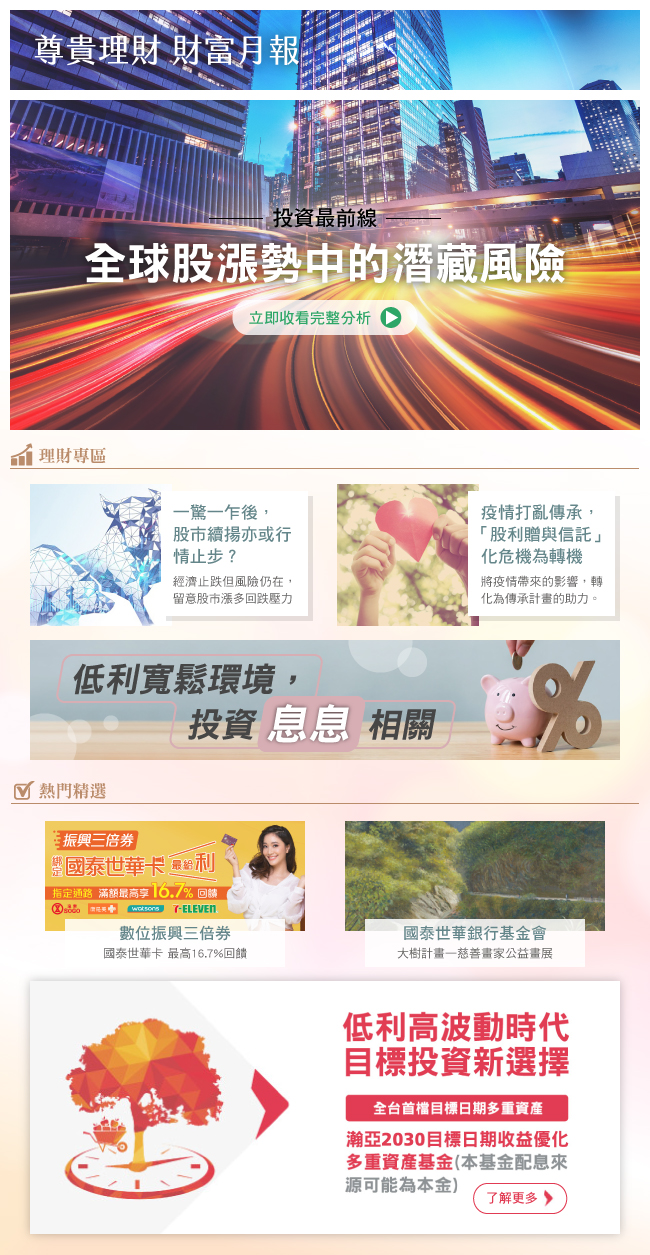 尊貴理財 財富月報
投資最前線
全球股漲勢中的潛藏風險
立即收看完整分析
理財專區
一驚一乍後，
股市續揚亦或行
情止步？
經濟止跌但風險仍在，
留意股市漲多回跌壓力
疫情打亂傳承，
「股利贈與信託」
化危機為轉機
將疫情帶來的影響，轉
化為傳承計畫的助力。
低利寬鬆環境，
投資 息息 相關
熱門精選
振興三倍券
綁定 國泰世華卡 最給利
指定通路 滿額最高享16.7%回饋
SOGO
watsons
7-ELEVEN
數位振興三倍券
國泰世華卡 最高16.7%回饋
國泰世華銀行基金會
大樹計畫—慈善畫家公益畫展
低利高波動時代
目標投資新選擇
全台首檔目標日期多重資產
瀚亞2030目標日期收益優化
多重資產基金(本基金配息來
源可能為本金)
了解更多